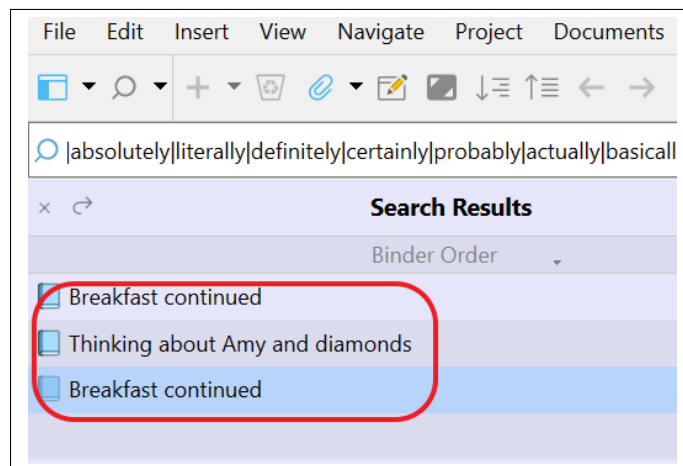 File Edit Insert View Navigate Project Documents
|absolutely|literally|definitely|certainly|probably|actually|basicall
Search Results
Binder Order
Breakfast continued
Thinking about Amy and diamonds
Breakfast continued